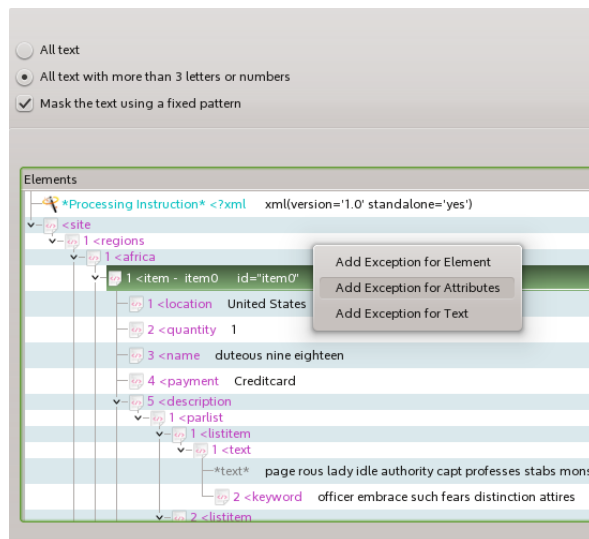 All text
All text with more than 3 letters or numbers
Mask the text using a fixed pattern
Elements
*Processing Instruction* <?xml xml(version='1.0' standalone='yes')
<site
1 <regions
1 <africa
1 <item - item0 id="item0"
Add Exception for Element
Add Exception for Attributes
Add Exception for Text
1 <location United States
2 <quantity 1
3 <name duteous nine eighteen
4 <payment Creditcard
5 <description
1 <parlist
1 <listitem
1 <text
*text* page rous lady idle authority capt professes stabs mons
2 <keyword officer embrace such fears distinction attires
2 <listitem